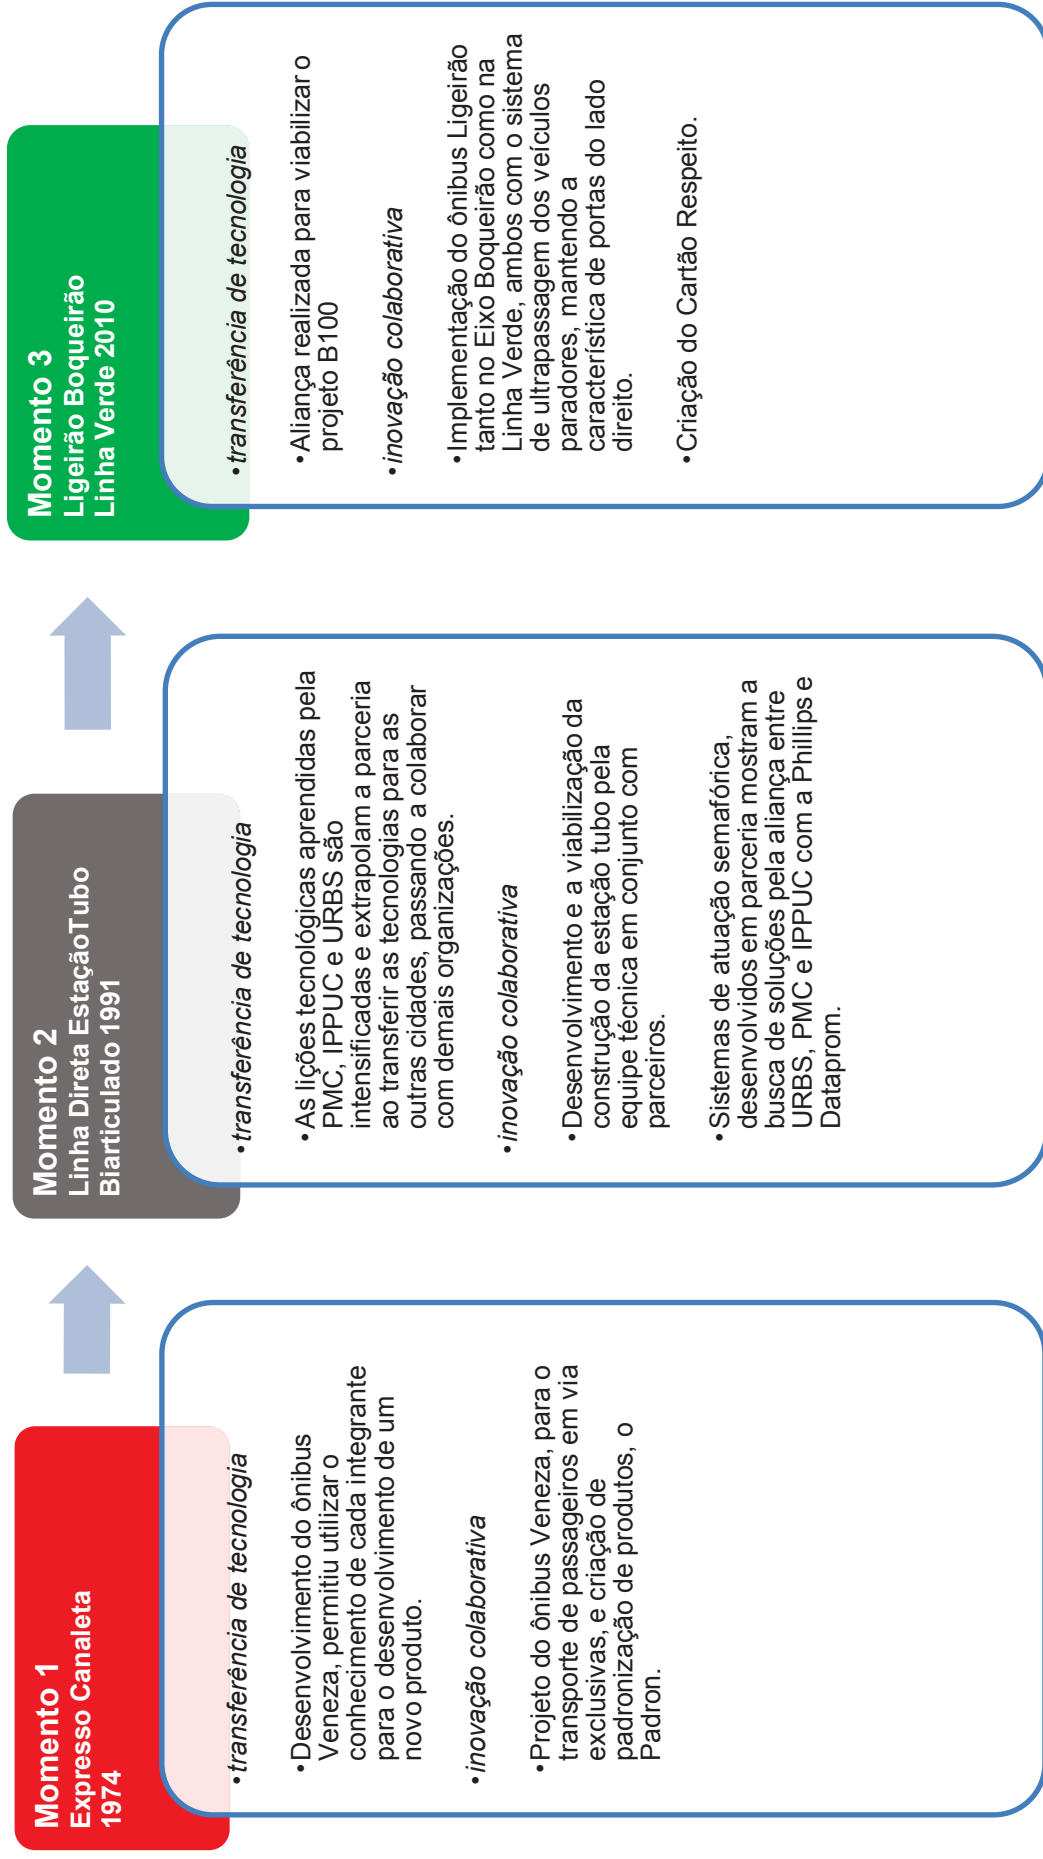 Momento 1
Expresso Canaleta
1974
•transferência de tecnologia
•Desenvolvimento do ônibus
Veneza, permitiu utilizar o
conhecimento de cada integrante
para o desenvolvimento de um
novo produto.
•inovação colaborativa
•Projeto do ônibus Veneza, para o
transporte de passageiros em via
exclusivas, e criação de
padronização de produtos, o
Padron.
Momento 2
Linha Direta EstaçãoTubo
Biarticulado 1991
•transferência de tecnologia
•As lições tecnológicas aprendidas pela
PMC, IPPUC e URBS são
intensificadas e extrapolam a parceria
ao transferir as tecnologias para as
outras cidades, passando a colaborar
com demais organizações.
•inovação colaborativa
•Desenvolvimento e a viabilização da
construção da estação tubo pela
equipe técnica em conjunto com
parceiros.
•Sistemas de atuação semafórica,
desenvolvidos em parceria mostram a
busca de soluções pela aliança entre
URBS, PMC e IPPUC com a Phillips e
Dataprom.
Momento 3
Ligeirão Boqueirão
Linha Verde 2010
•transferência de tecnologia
•Aliança realizada para viabilizar o
projeto B100
•inovação colaborativa
•Implementação do ônibus Ligeirão
tanto no Eixo Boqueirão como na
Linha Verde, ambos com o sistema
de ultrapassagem dos veículos
paradores, mantendo a
característica de portas do lado
direito.
•Criação do Cartão Respeito.